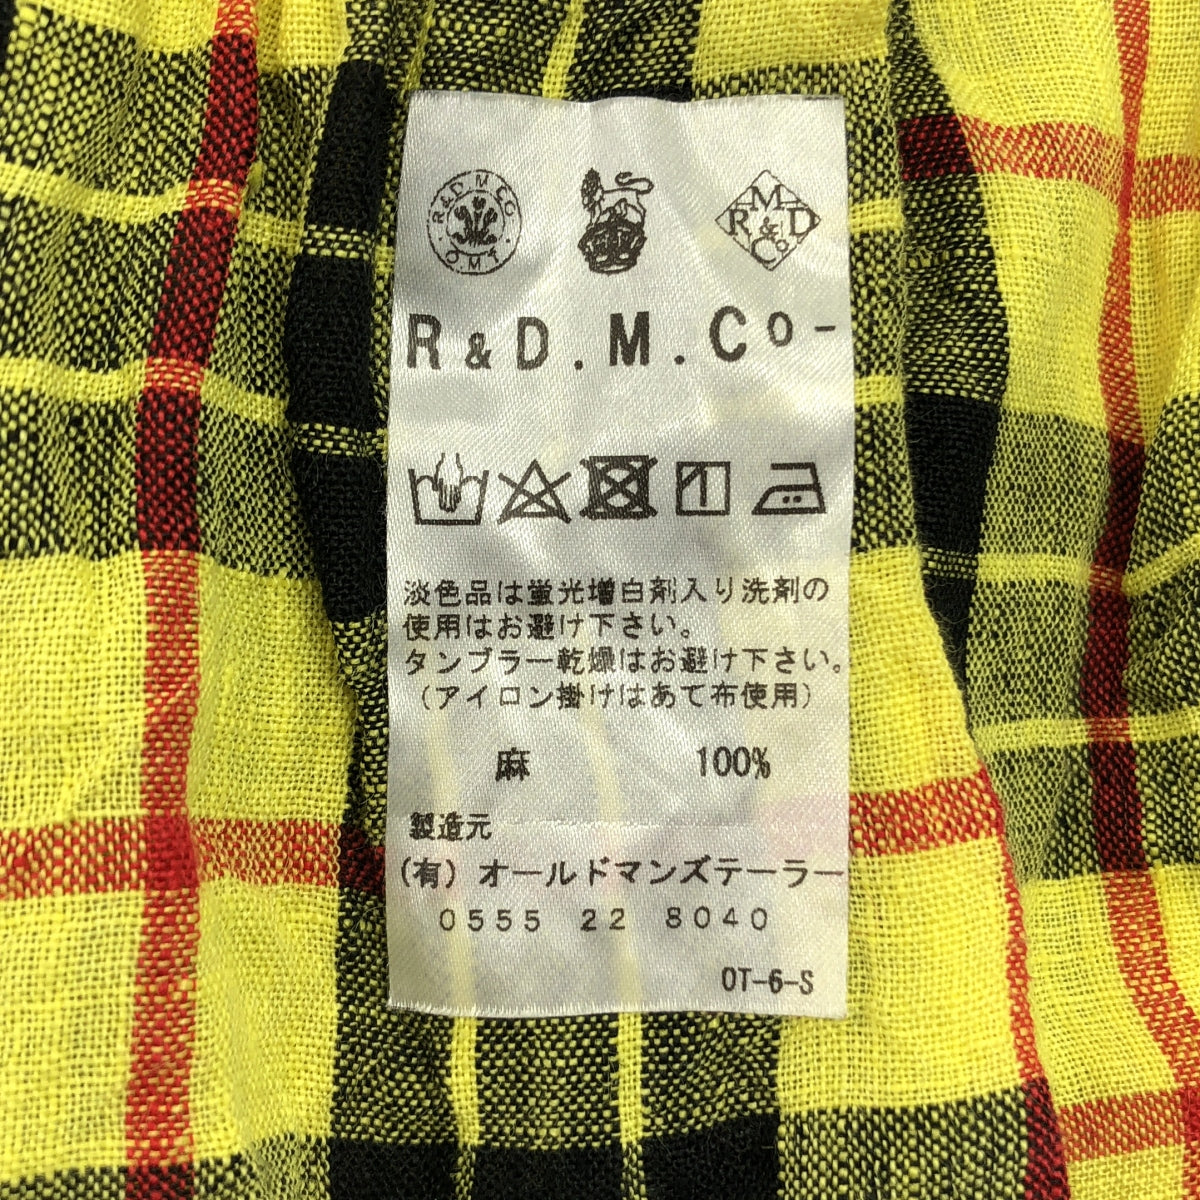 R&D.M.CO.
O.M.T.
M
R&D
Co
R&D.M.Co-
淡色品は蛍光増白剤入り洗剤の
使用はお避け下さい。
タンブラー乾燥はお避け下さい。
(アイロン掛けはあて布使用)
麻 100%
製造元
(有) オールドマンズテーラー
0555 22 8040
OT-6-S